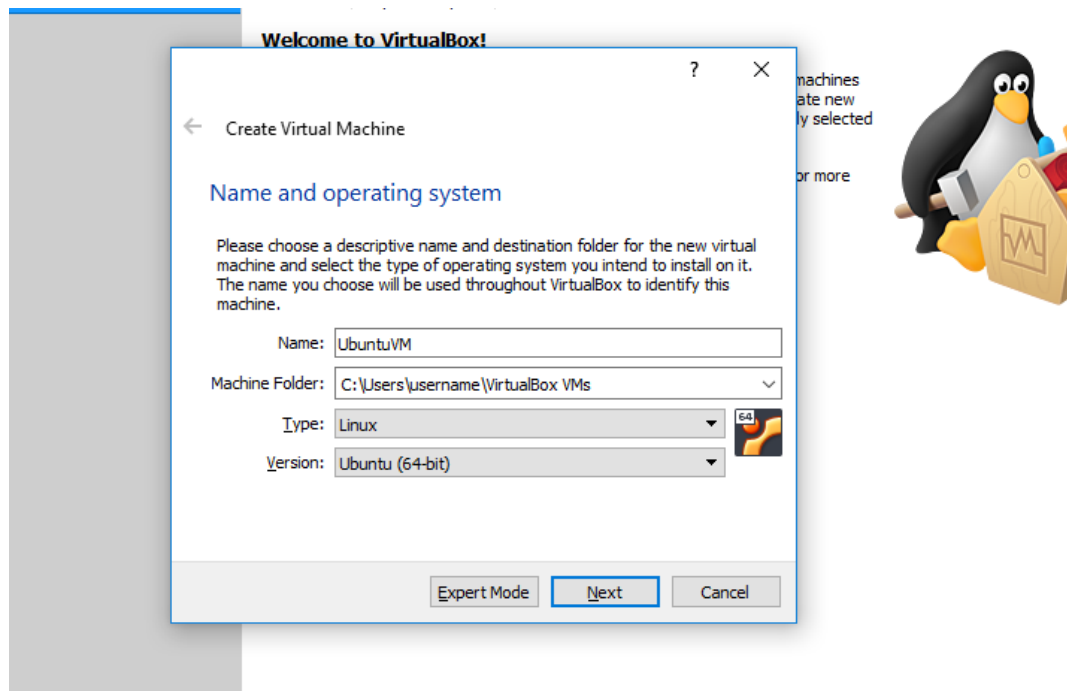 Welcome to VirtualBox!
? 
machines
ate new
ly selected
or more
Create Virtual Machine
Name and operating system
Please choose a descriptive name and destination folder for the new virtual
machine and select the type of operating system you intend to install on it.
The name you choose will be used throughout VirtualBox to identify this
machine.
Name: UbuntuVM
Machine Folder: C:\Users\username\VirtualBox VMs
Type: Linux
64
Version: Ubuntu (64-bit)
Expert Mode Next Cancel